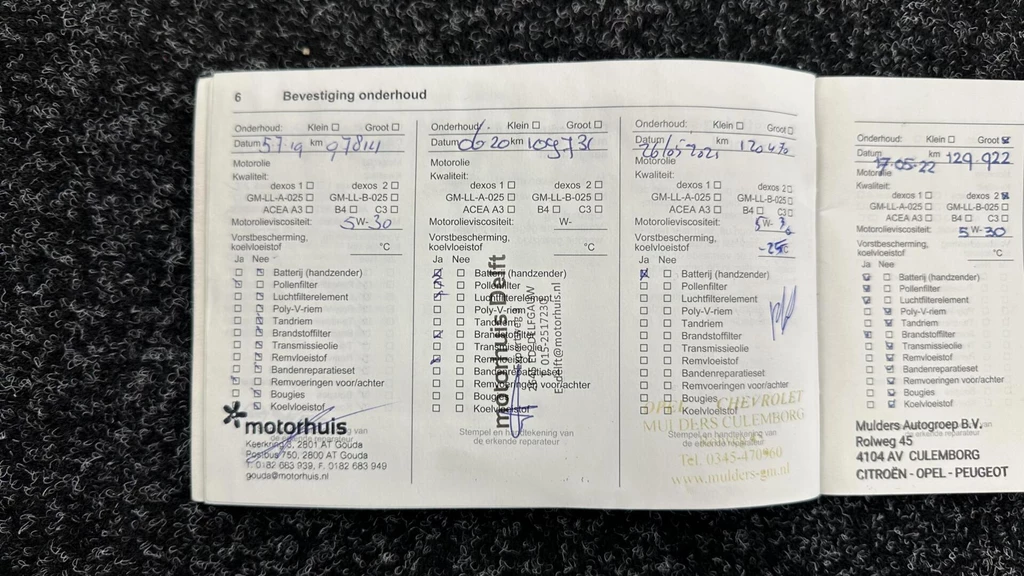 6 Bevestiging onderhoud
Onderhoud: Klein ☐ Groot ☐
Datum 5 7 19 km 97814
Motorolie
Kwaliteit:
dexos 1 ☐ dexos 2 ☐
GM-LL-A-025 ☐ GM-LL-B-025 ☐
ACEA A3 ☐ B4 ☐ C3 ☐
Motorolieviscositeit: 5W-30
Vorstbescherming,
koelvloeistof °C
Ja Nee
Batterij (handzender)
Pollenfilter
Luchtfilterelement
Poly-V-riem
Tandriem
Brandstoffilter
Transmissieolie
Remvloeistof
Bandenreparatieset
Remvoeringen voor/achter
Bougies
Koelvloeistof
motorhuis
2801 AT Gouda
Postbus 750, 2800 AT Gouda
T. 0182 683 939, F. 0182 683 949
gouda@motorhuis.nl
Onderhoud: Klein ☐ Groot ☐
Datum 06 20 km 109731
Motorolie
Kwaliteit:
dexos 1 ☐ dexos 2 ☐
GM-LL-A-025 ☐ GM-LL-B-025 ☐
ACEA A3 ☐ B4 ☐ C3 ☐
Motorolieviscositeit: W-
Vorstbescherming,
koelvloeistof °C
Ja Nee
Batterij (handzender)
Pollenfilter
Luchtfilterelement
Poly-V-riem
Tandriem
Brandstoffilter
Transmissieolie
Remvloeistof
Bandenreparatieset
Remvoeringen voor/achter
Bougies
Koelvloeistof
Stempel en handtekening van
de erkende reparateur
motorhuis Delft
Onderhoud: Klein ☐ Groot ☐
Datum 26/05/2021 km 120470
Motorolie
Kwaliteit:
dexos 1 ☐ dexos 2 ☐
GM-LL-A-025 ☐ GM-LL-B-025 ☐
ACEA A3 ☐ B4 ☐ C3 ☐
Motorolieviscositeit: 5W-3
Vorstbescherming,
koelvloeistof -25°C
Ja Nee
Batterij (handzender)
Pollenfilter
Luchtfilterelement
Poly-V-riem
Tandriem
Brandstoffilter
Transmissieolie
Remvloeistof
Bandenreparatieset
Remvoeringen voor/achter
Bougies
Koelvloeistof
OPEL CHEVROLET
MULDERS CULEMBORG
Stempel en handtekening van
de erkende reparateur
Tel. 0345-470960
www.mulders-gm.nl
Onderhoud: Klein ☐ Groot ☒
Datum 17-05-22 km 129.922
Motorolie
Kwaliteit:
dexos 1 ☐ dexos 2 ☒
GM-LL-A-025 ☐ GM-LL-B-025 ☐
ACEA A3 ☐ B4 ☐ C3 ☐
Motorolieviscositeit: 5W-30
Vorstbescherming,
koelvloeistof °C
Ja Nee
Batterij (handzender)
Pollenfilter
Luchtfilterelement
Poly-V-riem
Tandriem
Brandstoffilter
Transmissieolie
Remvloeistof
Bandenreparatieset
Remvoeringen voor/achter
Bougies
Koelvloeistof
Mulders Autogroep B.V.
Rolweg 45
4104 AV CULEMBORG
CITROËN - OPEL - PEUGEOT